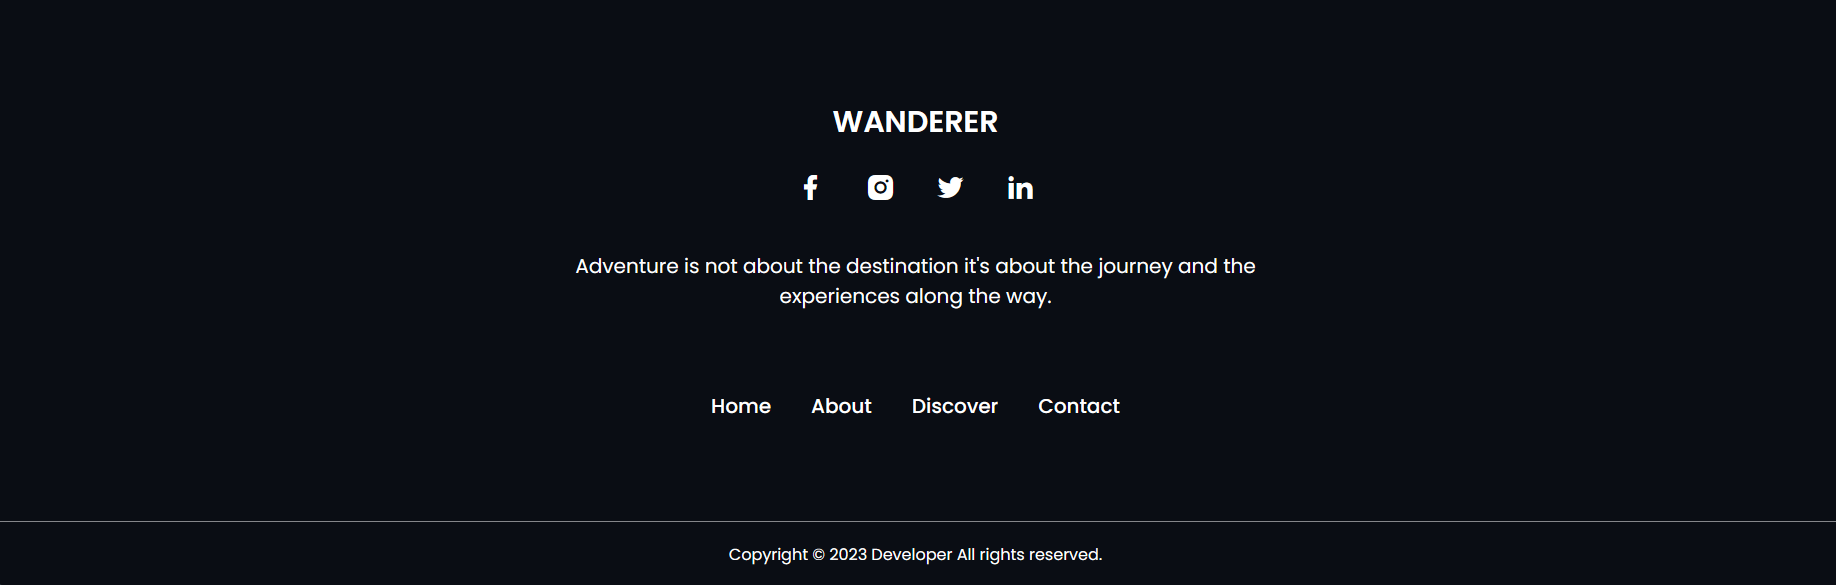 WANDERER
Adventure is not about the destination it's about the journey and the
experiences along the way.
Home About Discover Contact
Copyright © 2023 Developer All rights reserved.